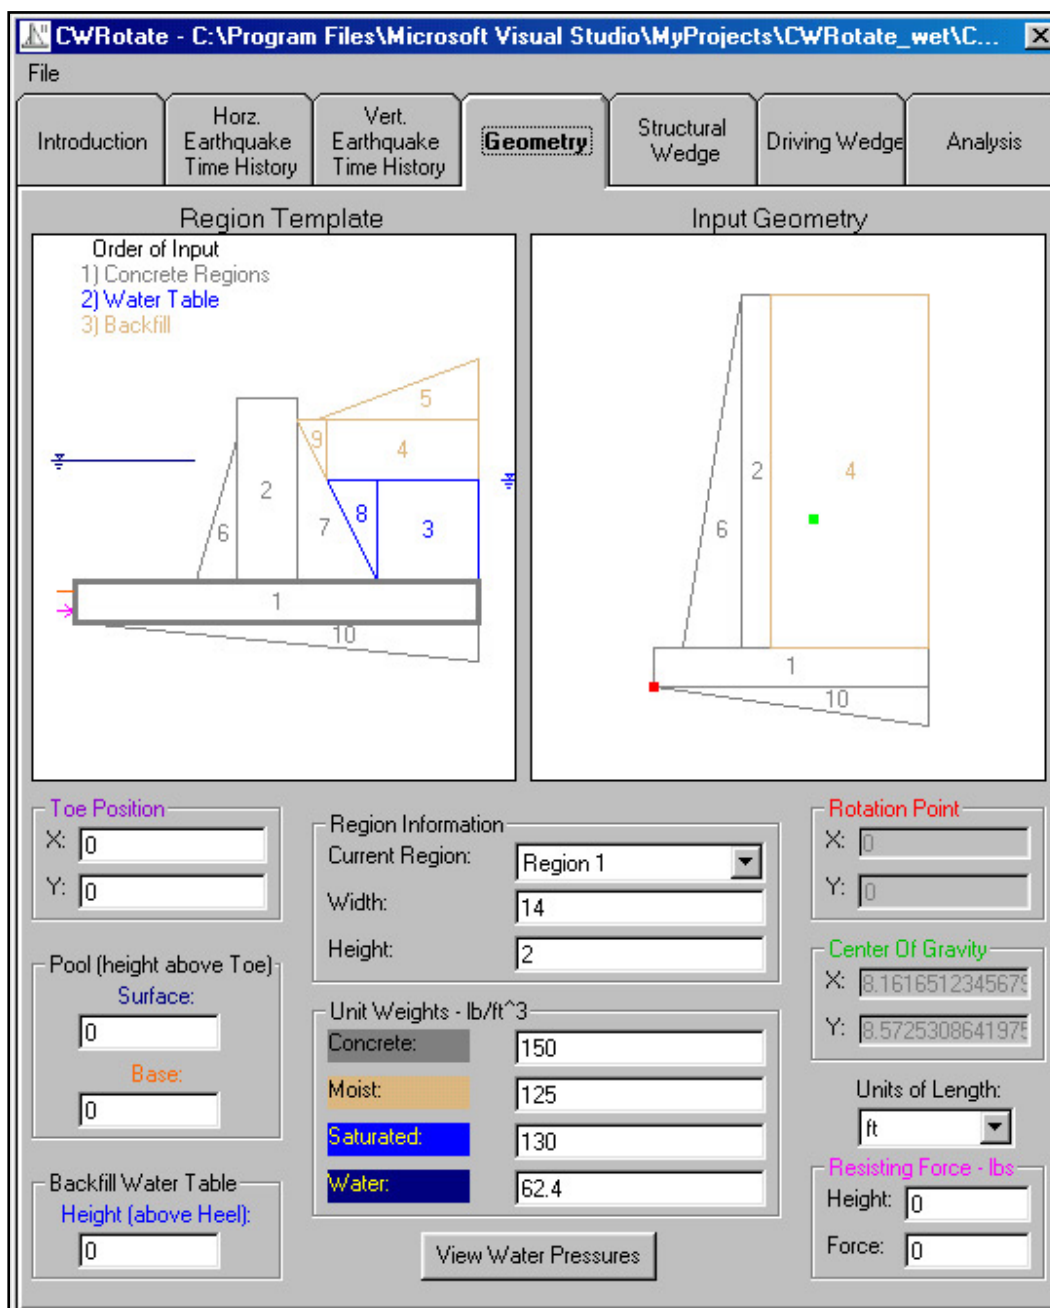 CWRotate - C:\Program Files\Microsoft Visual Studio\MyProjects\CWRotate_wet\C...
File
Introduction
Horz.
Earthquake
Time History
Vert.
Earthquake
Time History
Geometry
Structural
Wedge
Driving Wedge
Analysis
Region Template
Input Geometry
Order of Input
1) Concrete Regions
2) Water Table
3) Backfill
5
9
4
2
6
7
8
3
1
10
2
4
6
1
10
Toe Position
X: 0
Y: 0
Pool (height above Toe)
Surface:
0
Base:
0
Backfill Water Table
Height (above Heel):
0
Region Information
Current Region: Region 1
Width: 14
Height: 2
Unit Weights - lb/ft^3
Concrete: 150
Moist: 125
Saturated: 130
Water: 62.4
View Water Pressures
Rotation Point
X: 0
Y: 0
Center Of Gravity
X: 8.1616512345679
Y: 8.5725308641975
Units of Length:
ft
Resisting Force - lbs
Height: 0
Force: 0